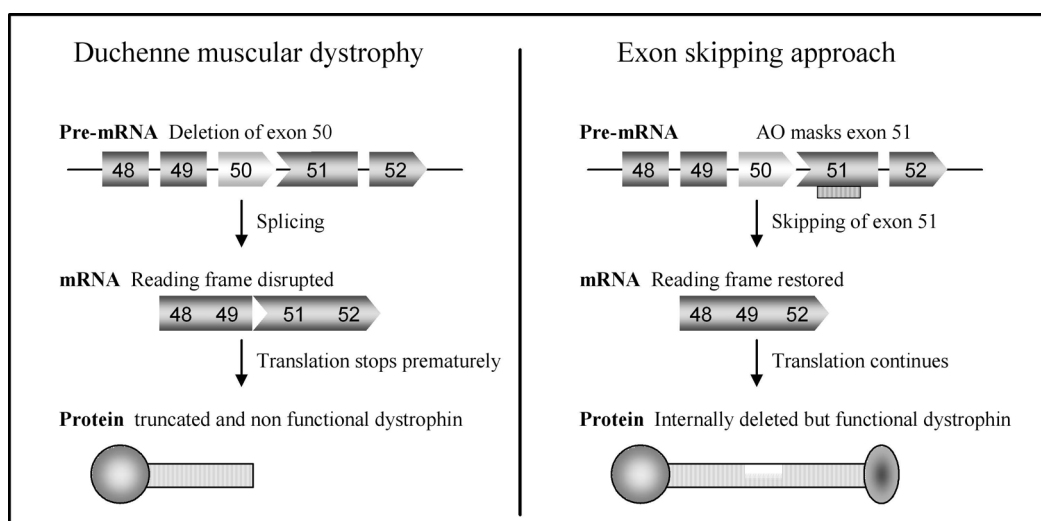 Duchenne muscular dystrophy
Pre-mRNA Deletion of exon 50
48 49 50 51 52
Splicing
mRNA Reading frame disrupted
48 49 51 52
Translation stops prematurely
Protein truncated and non functional dystrophin
Exon skipping approach
Pre-mRNA AO masks exon 51
48 49 50 51 52
Skipping of exon 51
mRNA Reading frame restored
48 49 52
Translation continues
Protein Internally deleted but functional dystrophin